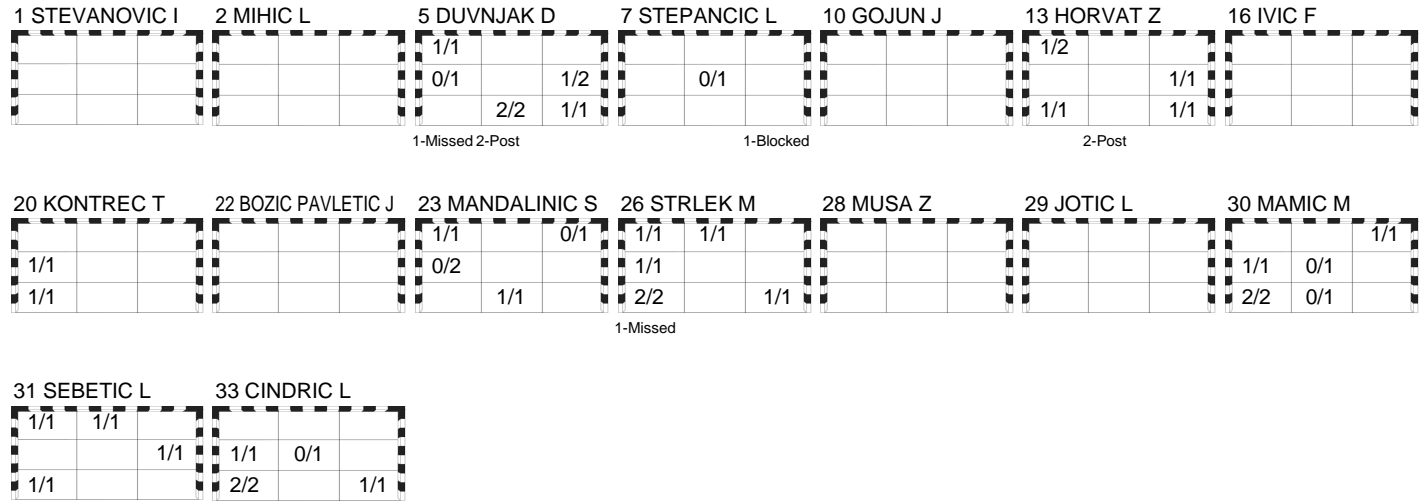 1 STEVANOVIC I 2 MIHIC L 5 DUVNJAK D 7 STEPANCIC L 10 GOJUN J 13 HORVAT Z 16 IVIC F
1/1 1/2
0/1 1/2 0/1 1/1
2/2 1/1 1/1 1/1
1-Missed 2-Post 1-Blocked 2-Post
20 KONTREC T 22 BOZIC PAVLETIC J 23 MANDALINIC S 26 STRLEK M 28 MUSA Z 29 JOTIC L 30 MAMIC M
1/1 0/1 1/1 1/1 1/1
1/1 0/2 1/1 1/1 0/1
1/1 1/1 2/2 1/1 2/2 0/1
1-Missed
31 SEBETIC L 33 CINDRIC L
1/1 1/1
1/1 1/1 0/1
1/1 2/2 1/1